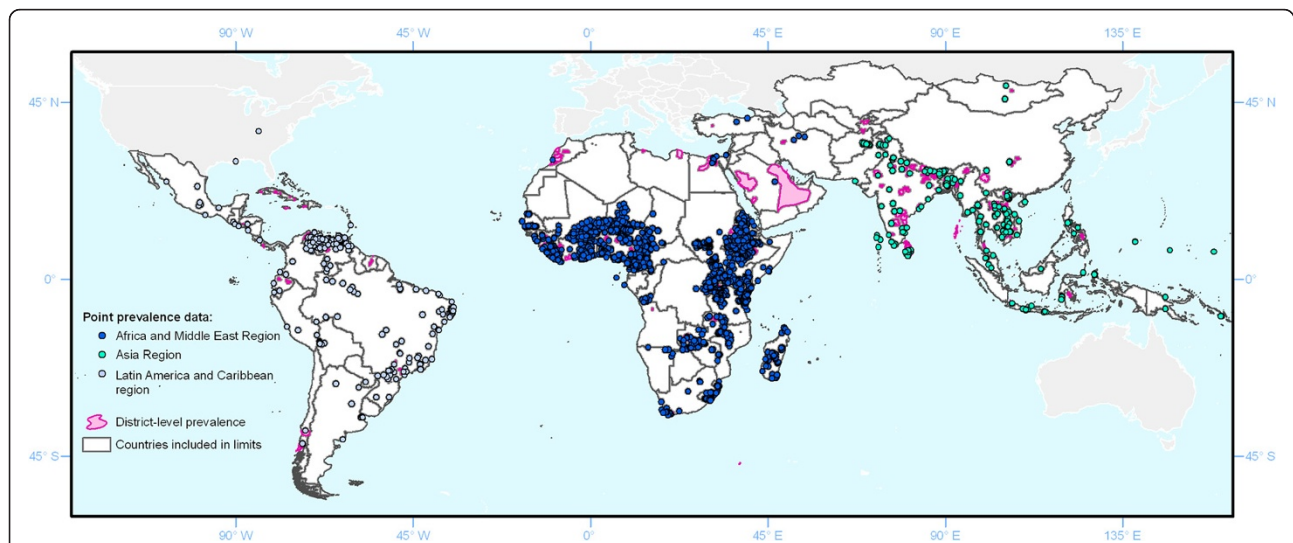 90° W 45° W 0° 45° E 90° E 135° E
45° N 45° N
0° 0°
Point prevalence data:
Africa and Middle East Region
Asia Region
Latin America and Caribbean
region
District-level prevalence
Countries included in limits
45° S 45° S
90° W 45° W 0° 45° E 90° E 135° E